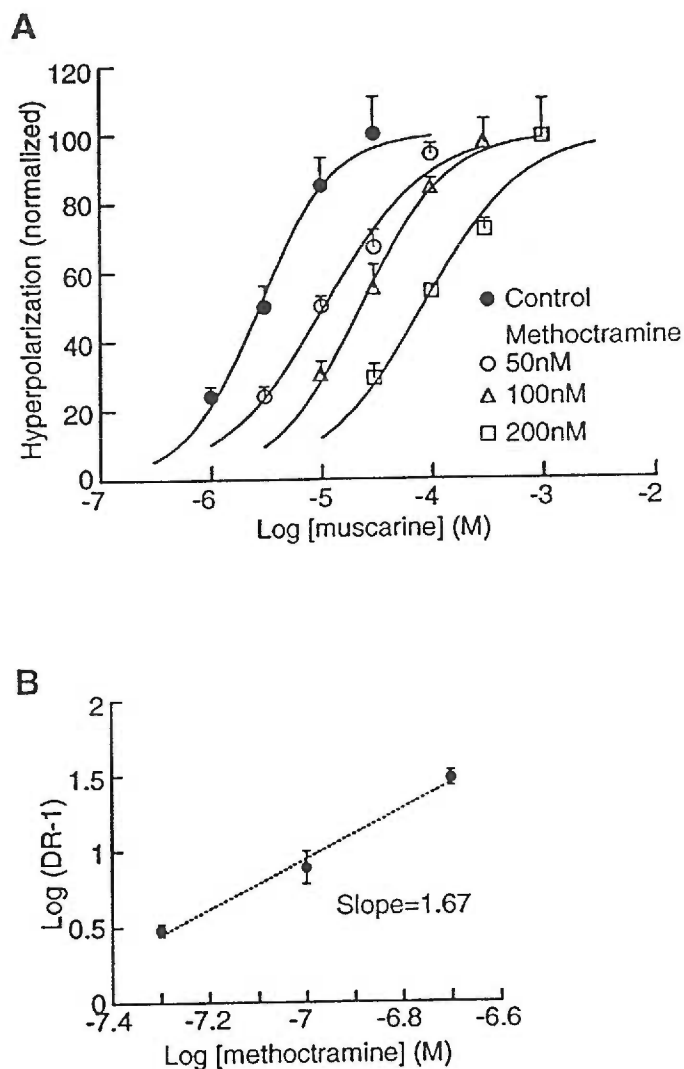 A
Hyperpolarization (normalized)
120
100
80
60
40
20
0
-7
-6
-5
-4
-3
-2
Log [muscarine] (M)
Control
Methoctramine
50nM
100nM
200nM
B
Log (DR-1)
2
1.5
1
0.5
0
-7.4
-7.2
-7
-6.8
-6.6
Slope=1.67
Log [methoctramine] (M)